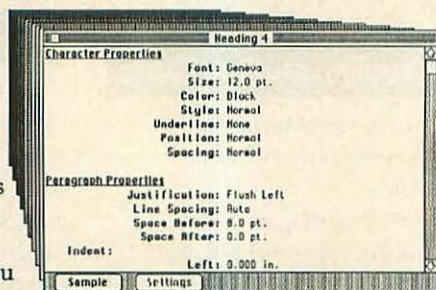 Heading 4
Character Properties
Font: Geneva
Size: 12.0 pt.
Color: Black
Style: Normal
Underline: None
Position: Normal
Spacing: Normal
Paragraph Properties
Justification: Flush Left
Line Spacing: Auto
Space Before: 8.0 pt.
s
Space After: 0.0 pt.
Indent:
Left: 0.000 in.
u
Sample Settings